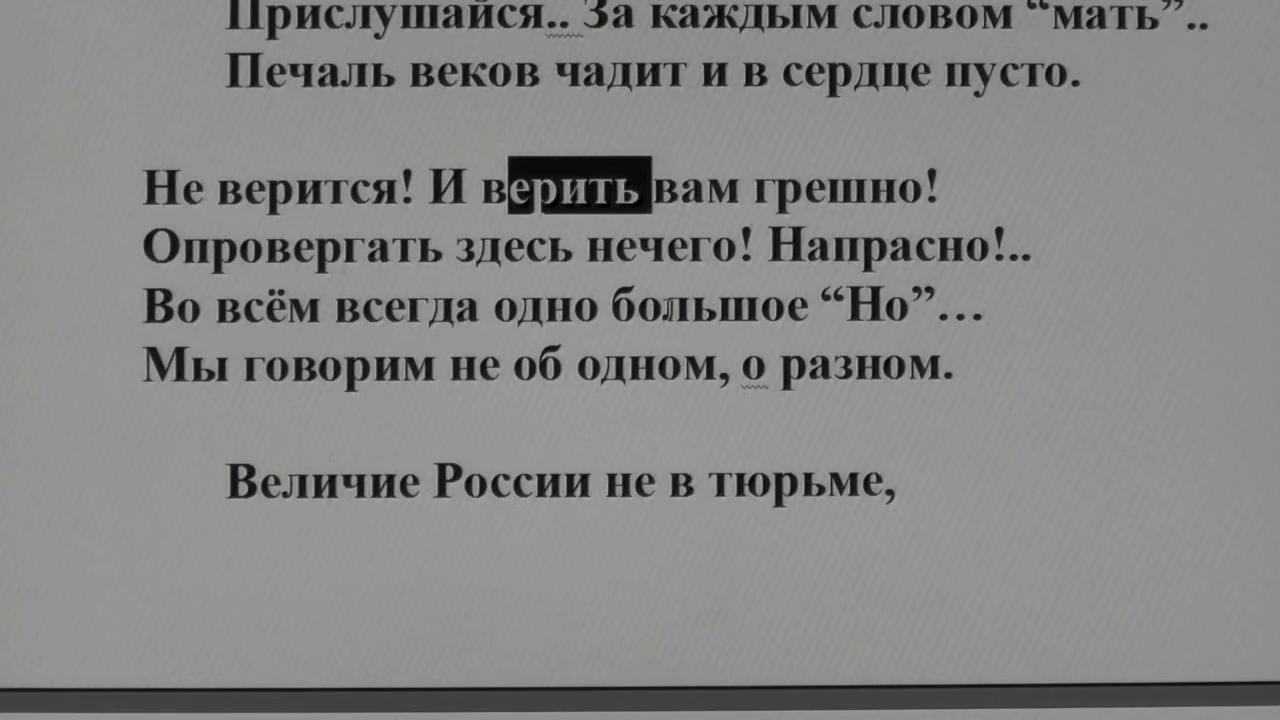 Прислушайся.. За каждым словом “мать”..
Печаль веков чадит и в сердце пусто.
Не верится! И верить вам грешно!
Опровергать здесь нечего! Напрасно!..
Во всём всегда одно большое “Но”…
Мы говорим не об одном, о разном.
Величие России не в тюрьме,